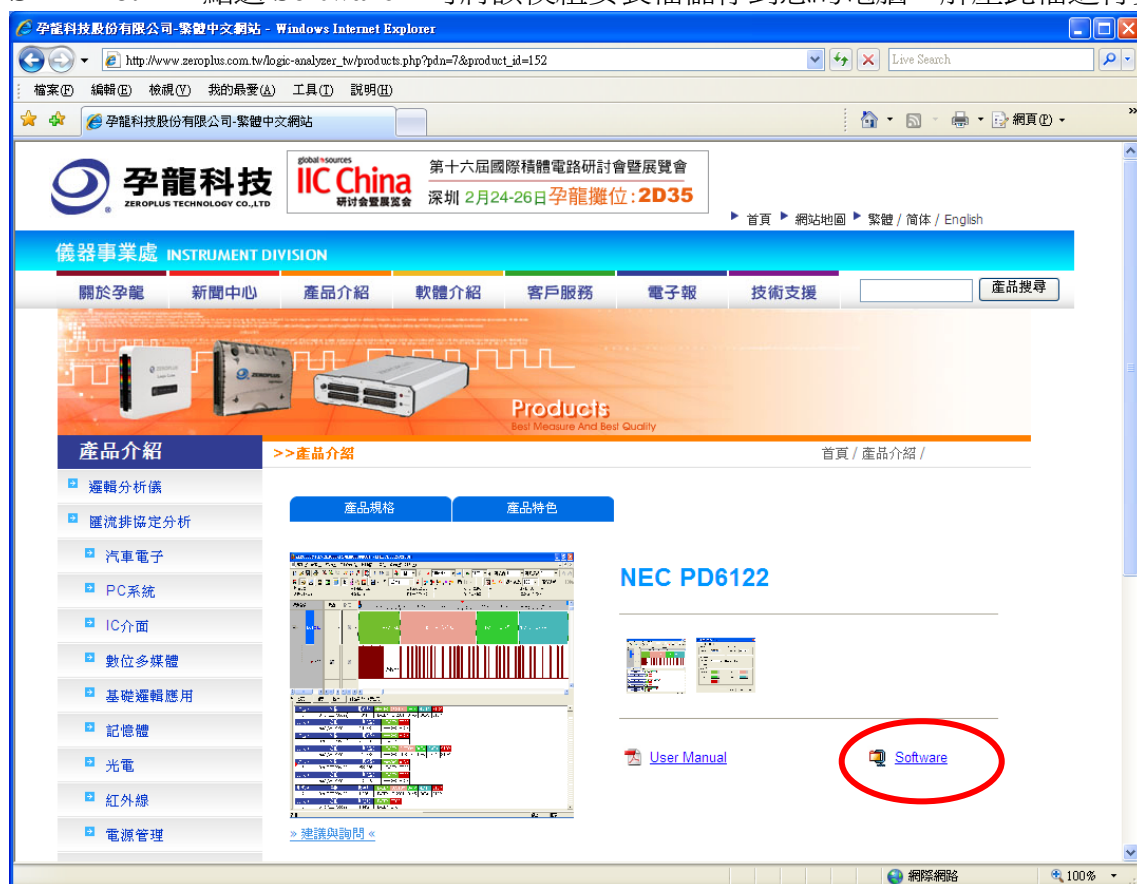 孕龍科技股份有限公司-繁體中文網站 - Windows Internet Explorer
http://www.zeroplus.com.tw/logic-analyzer_tw/products.php?pdn=7&product_id=152
Live Search
檔案(F) 編輯(E) 檢視(V) 我的最愛(A) 工具(T) 說明(H)
孕龍科技股份有限公司-繁體中文網站
網頁(P)
孕龍科技
ZEROPLUS TECHNOLOGY CO.,LTD
global sources
IIC China
研讨会暨展览会
第十六屆國際積體電路研討會暨展覽會
深圳 2月24-26日孕龍攤位:2D35
首頁 網站地圖 繁體 / 简体 / English
儀器事業處 INSTRUMENT DIVISION
關於孕龍 新聞中心 產品介紹 軟體介紹 客戶服務 電子報 技術支援 產品搜尋
Products
Best Measure And Best Quality
產品介紹
>>產品介紹
首頁 / 產品介紹 /
邏輯分析儀
匯流排協定分析
汽車電子
PC系統
IC介面
數位多媒體
基礎邏輯應用
記憶體
光電
紅外線
電源管理
產品規格 產品特色
NEC PD6122
User Manual
Software
» 建議與詢問 «
網際網路
100%